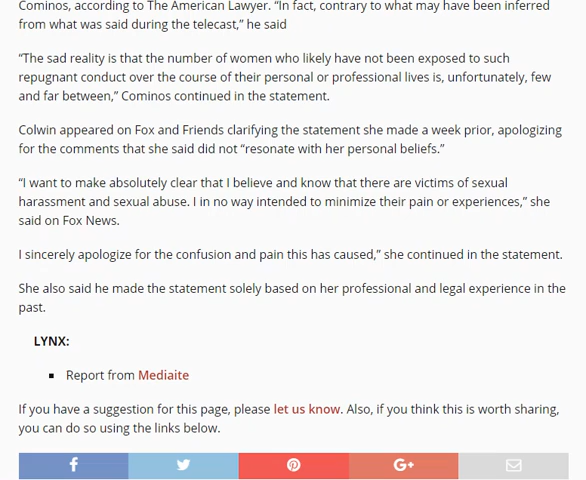 Cominos, according to The American Lawyer. “In fact, contrary to what may have been inferred
from what was said during the telecast,” he said
“The sad reality is that the number of women who likely have not been exposed to such
repugnant conduct over the course of their personal or professional lives is, unfortunately, few
and far between,” Cominos continued in the statement.
Colwin appeared on Fox and Friends clarifying the statement she made a week prior, apologizing
for the comments that she said did not “resonate with her personal beliefs.”
“I want to make absolutely clear that I believe and know that there are victims of sexual
harassment and sexual abuse. I in no way intended to minimize their pain or experiences,” she
said on Fox News.
I sincerely apologize for the confusion and pain this has caused,” she continued in the statement.
She also said he made the statement solely based on her professional and legal experience in the
past.
LYNX:
Report from Mediaite
If you have a suggestion for this page, please let us know. Also, if you think this is worth sharing,
you can do so using the links below.
G+